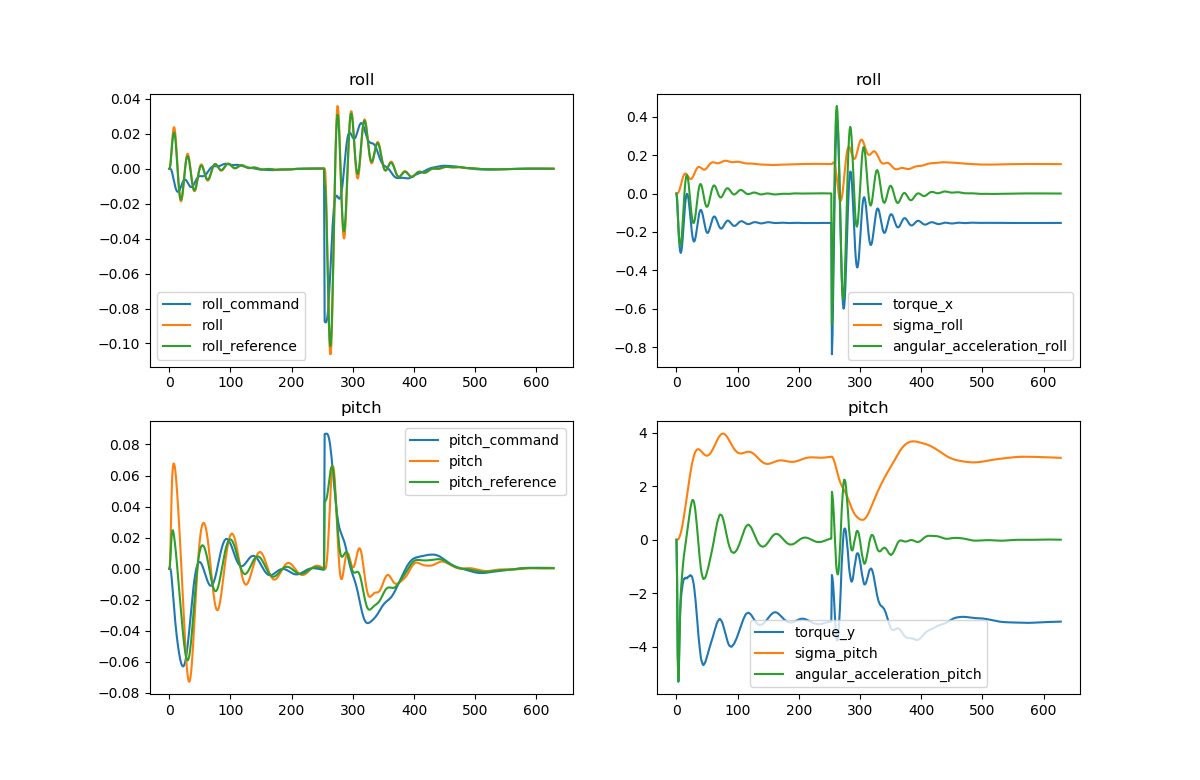 roll
0.04
0.02
0.00
−0.02
−0.04
−0.06
−0.08
−0.10
roll_command
roll
roll_reference
0 100 200 300 400 500 600
roll
0.4
0.2
0.0
−0.2
−0.4
−0.6
−0.8
torque_x
sigma_roll
angular_acceleration_roll
0 100 200 300 400 500 600
pitch
0.08
0.06
0.04
0.02
0.00
−0.02
−0.04
−0.06
−0.08
pitch_command
pitch
pitch_reference
0 100 200 300 400 500 600
pitch
4
2
0
−2
−4
torque_y
sigma_pitch
angular_acceleration_pitch
0 100 200 300 400 500 600